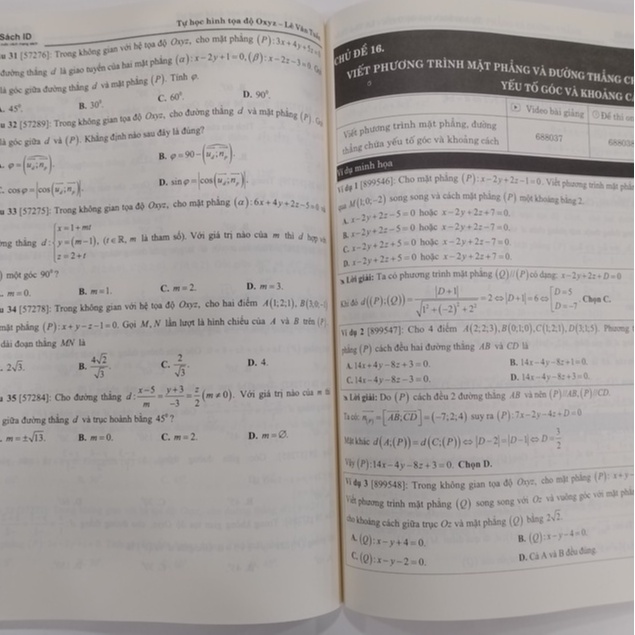 Sách ID
Tự học hình tọa độ Oxyz – Lê Văn Tuấn
31 [57276]: Trong không gian với hệ tọa độ Oxyz, cho mặt phẳng (P): 3x + 4y + 5z
đường thẳng d là giao tuyến của hai mặt phẳng (α): x − 2y + 1 = 0, (β): x − 2z − 3 = 0.
là góc giữa đường thẳng d và mặt phẳng (P). Tính φ.
45°. B. 30°. C. 60°. D. 90°.
32 [57289]: Trong không gian tọa độ Oxyz, cho đường thẳng d và mặt phẳng (P).
là góc giữa d và (P). Khẳng định nào sau đây là đúng?
φ = (u_d; n_p). B. φ = 90 − (u_d; n_p).
cos φ = |cos(u_d; n_p)|. D. sin φ = |cos(u_d; n_p)|.
33 [57275]: Trong không gian tọa độ Oxyz, cho mặt phẳng (α): 6x + 4y + 2z − 5 = 0
x = 1 + mt
thẳng d: y = (m − 1), (t ∈ R, m là tham số). Với giá trị nào của m thì d hợp
z = 2 + t
một góc 90°?
m = 0. B. m = 1. C. m = 2. D. m = 3.
34 [57278]: Trong không gian với hệ tọa độ Oxyz, cho hai điểm A(1;2;1), B(3;0;
mặt phẳng (P): x + y − z − 1 = 0. Gọi M, N lần lượt là hình chiếu của A và B trên (P).
dài đoạn thẳng MN là
2√3. B. 4√2/√3. C. 2/√3. D. 4.
35 [57284]: Cho đường thẳng d: (x − 5)/m = (y + 3)/−3 = z/2 (m ≠ 0). Với giá trị nào của m
giữa đường thẳng d và trục hoành bằng 45°?
m = ±√13. B. m = 0. C. m = 2. D. m = ∅.
CHỦ ĐỀ 16.
VIẾT PHƯƠNG TRÌNH MẶT PHẲNG VÀ ĐƯỜNG THẲNG
YẾU TỐ GÓC VÀ KHOẢNG
Video bài giảng Đề thi
Viết phương trình mặt phẳng, đường
thẳng chứa yếu tố góc và khoảng cách
688037 688038
Ví dụ minh họa
Ví dụ 1 [899546]: Cho mặt phẳng (P): x − 2y + 2z − 1 = 0. Viết phương trình mặt
qua M(1;0;−2) song song và cách mặt phẳng (P) một khoảng bằng 2.
A. x − 2y + 2z − 5 = 0 hoặc x − 2y + 2z + 7 = 0.
B. x − 2y + 2z − 5 = 0 hoặc x − 2y + 2z − 7 = 0.
C. x − 2y + 2z + 5 = 0 hoặc x − 2y + 2z − 7 = 0.
D. x − 2y + 2z + 5 = 0 hoặc x − 2y + 2z + 7 = 0.
Lời giải: Ta có phương trình mặt phẳng (Q)//(P) có dạng: x − 2y + 2z + D = 0
Khi đó d((P);(Q)) = |D + 1|/√(1² + (−2)² + 2²) = 2 ⇔ |D + 1| = 6 ⇔ [D = 5 D = −7. Chọn C.
Ví dụ 2 [899547]: Cho 4 điểm A(2;2;3), B(0;1;0), C(1;2;1), D(3;1;5). Phương
phẳng (P) cách đều hai đường thẳng AB và CD là
A. 14x + 4y − 8z + 3 = 0. B. 14x − 4y − 8z + 1 = 0.
C. 14x − 4y − 8z − 3 = 0. D. 14x − 4y − 8z + 3 = 0.
Lời giải: Do (P) cách đều 2 đường thẳng AB và nên (P)//AB, (P)//CD.
Ta có: n_(P) = [AB; CD] = (−7; 2; 4) suy ra (P): 7x − 2y − 4z + D = 0
Mặt khác d(A;(P)) = d(C;(P)) ⇔ |D − 2| = |D − 1| ⇔ D = 3/2
Vậy (P): 14x − 4y − 8z + 3 = 0. Chọn D.
Ví dụ 3 [899548]: Trong không gian với hệ tọa độ Oxyz, cho mặt phẳng (P): x + y −
Viết phương trình mặt phẳng (Q) song song với Oz và vuông góc với mặt
cho khoảng cách giữa trục Oz và mặt phẳng (Q) bằng 2√2.
A. (Q): x − y + 4 = 0. B. (Q): x − y − 4 = 0.
C. (Q): x − y − 2 = 0. D. Cả A và B đều đúng.